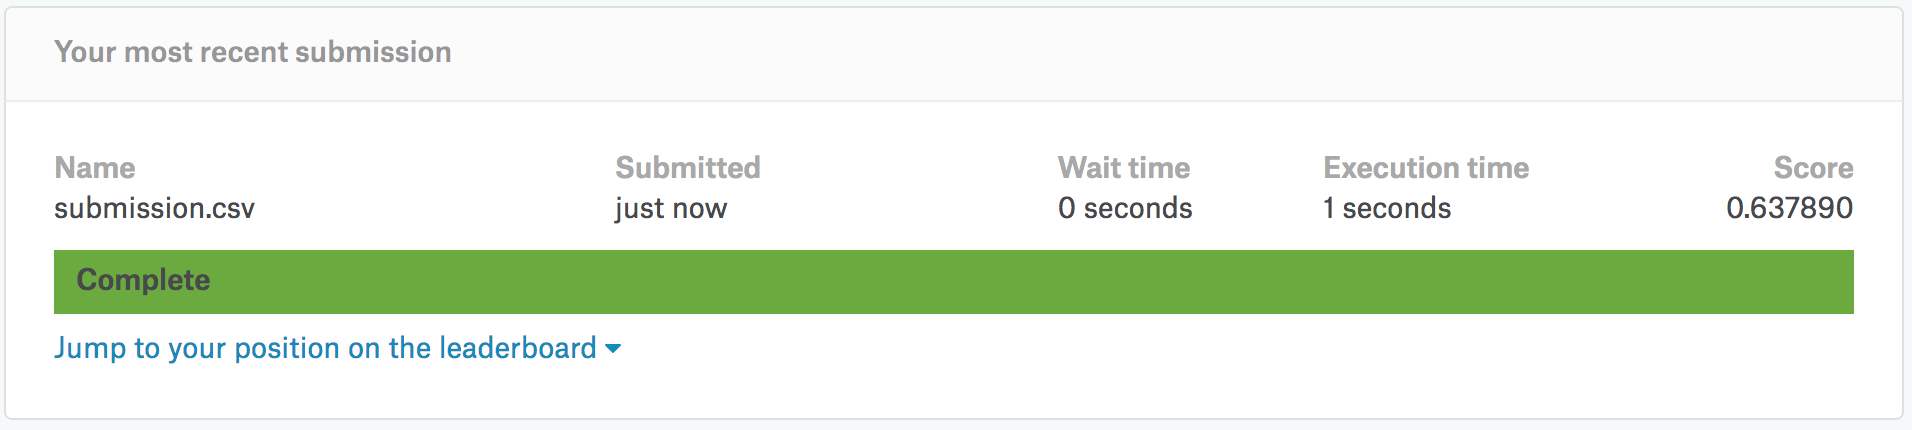 Your most recent submission
Name Submitted Wait time Execution time Score
submission.csv just now 0 seconds 1 seconds 0.637890
Complete
Jump to your position on the leaderboard